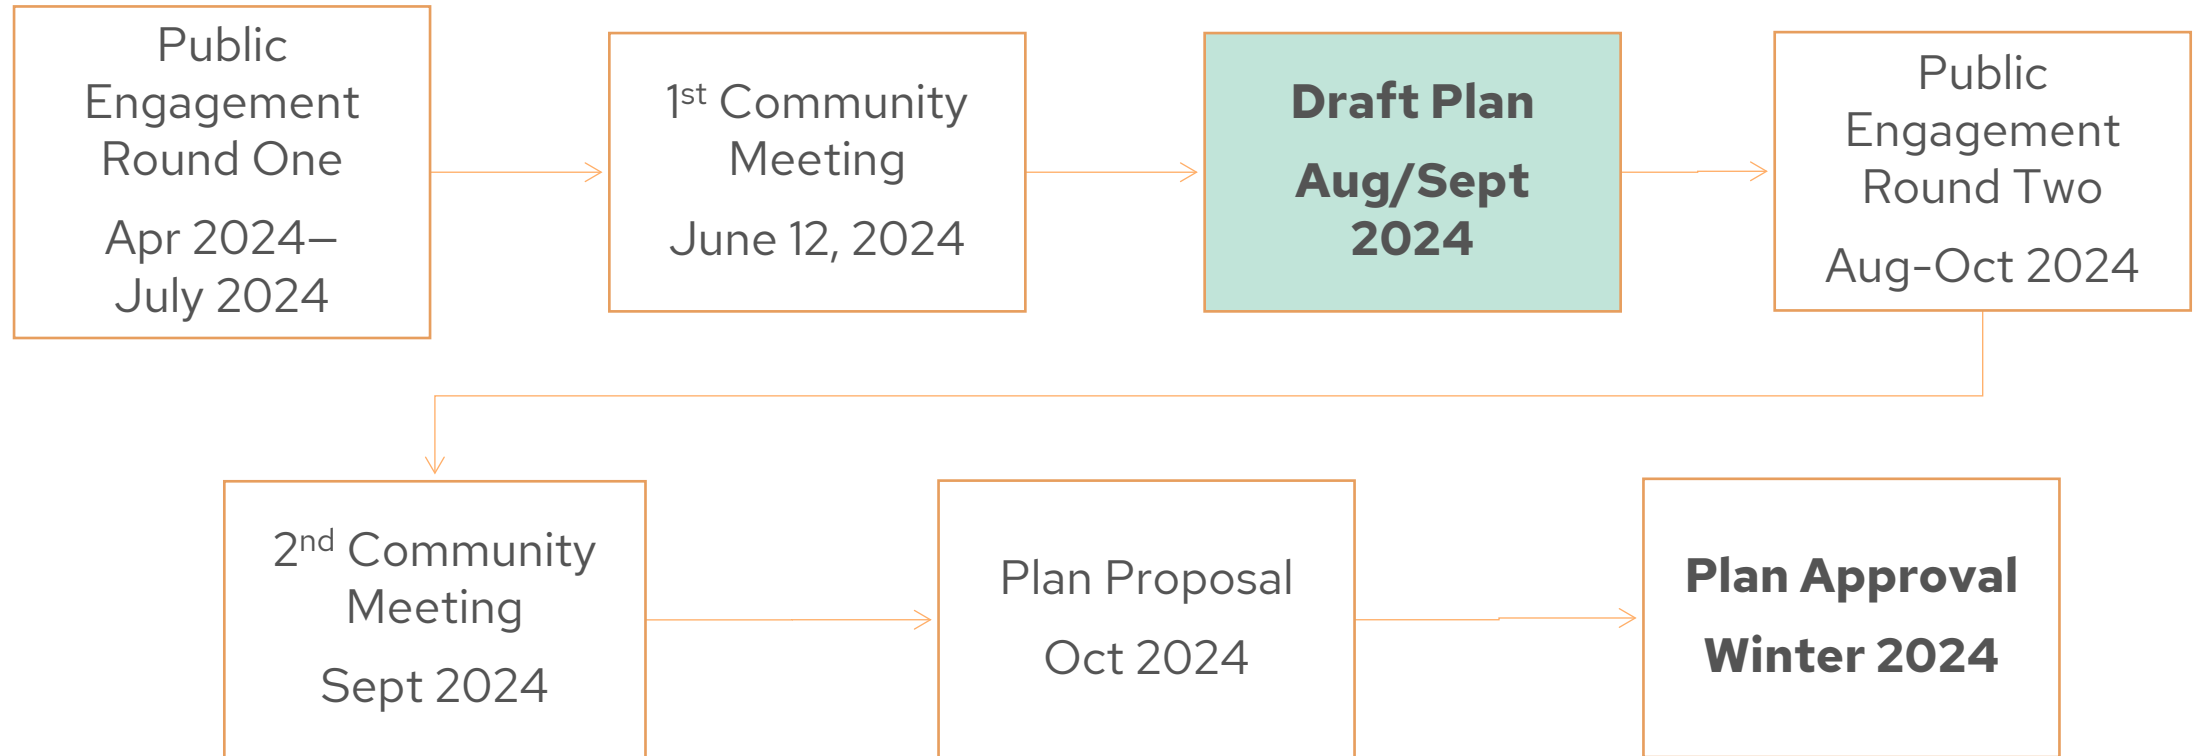 Public
Engagement
Round One
Apr 2024—
July 2024
1st Community
Meeting
June 12, 2024
Draft Plan
Aug/Sept
2024
Public
Engagement
Round Two
Aug-Oct 2024
2nd Community
Meeting
Sept 2024
Plan Proposal
Oct 2024
Plan Approval
Winter 2024